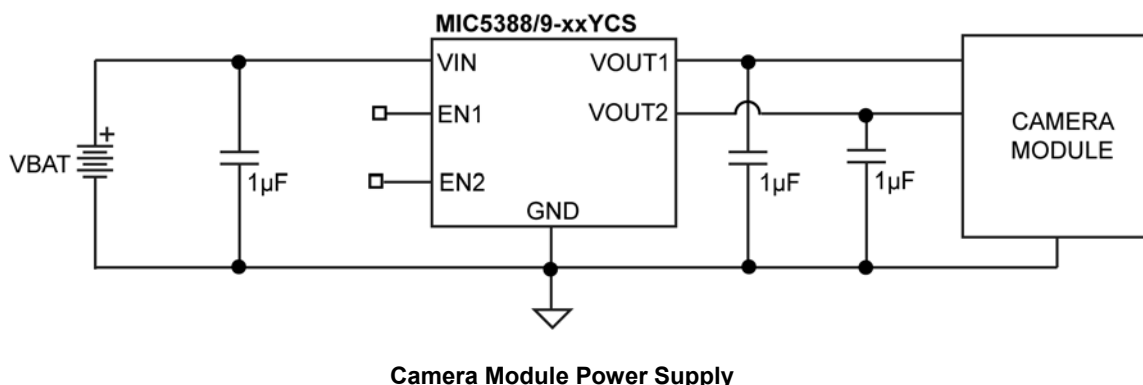 MIC5388/9-xxYCS
VIN
VOUT1
EN1
VOUT2
CAMERA
MODULE
+
VBAT
1µF
EN2
1µF
1µF
GND
Camera Module Power Supply